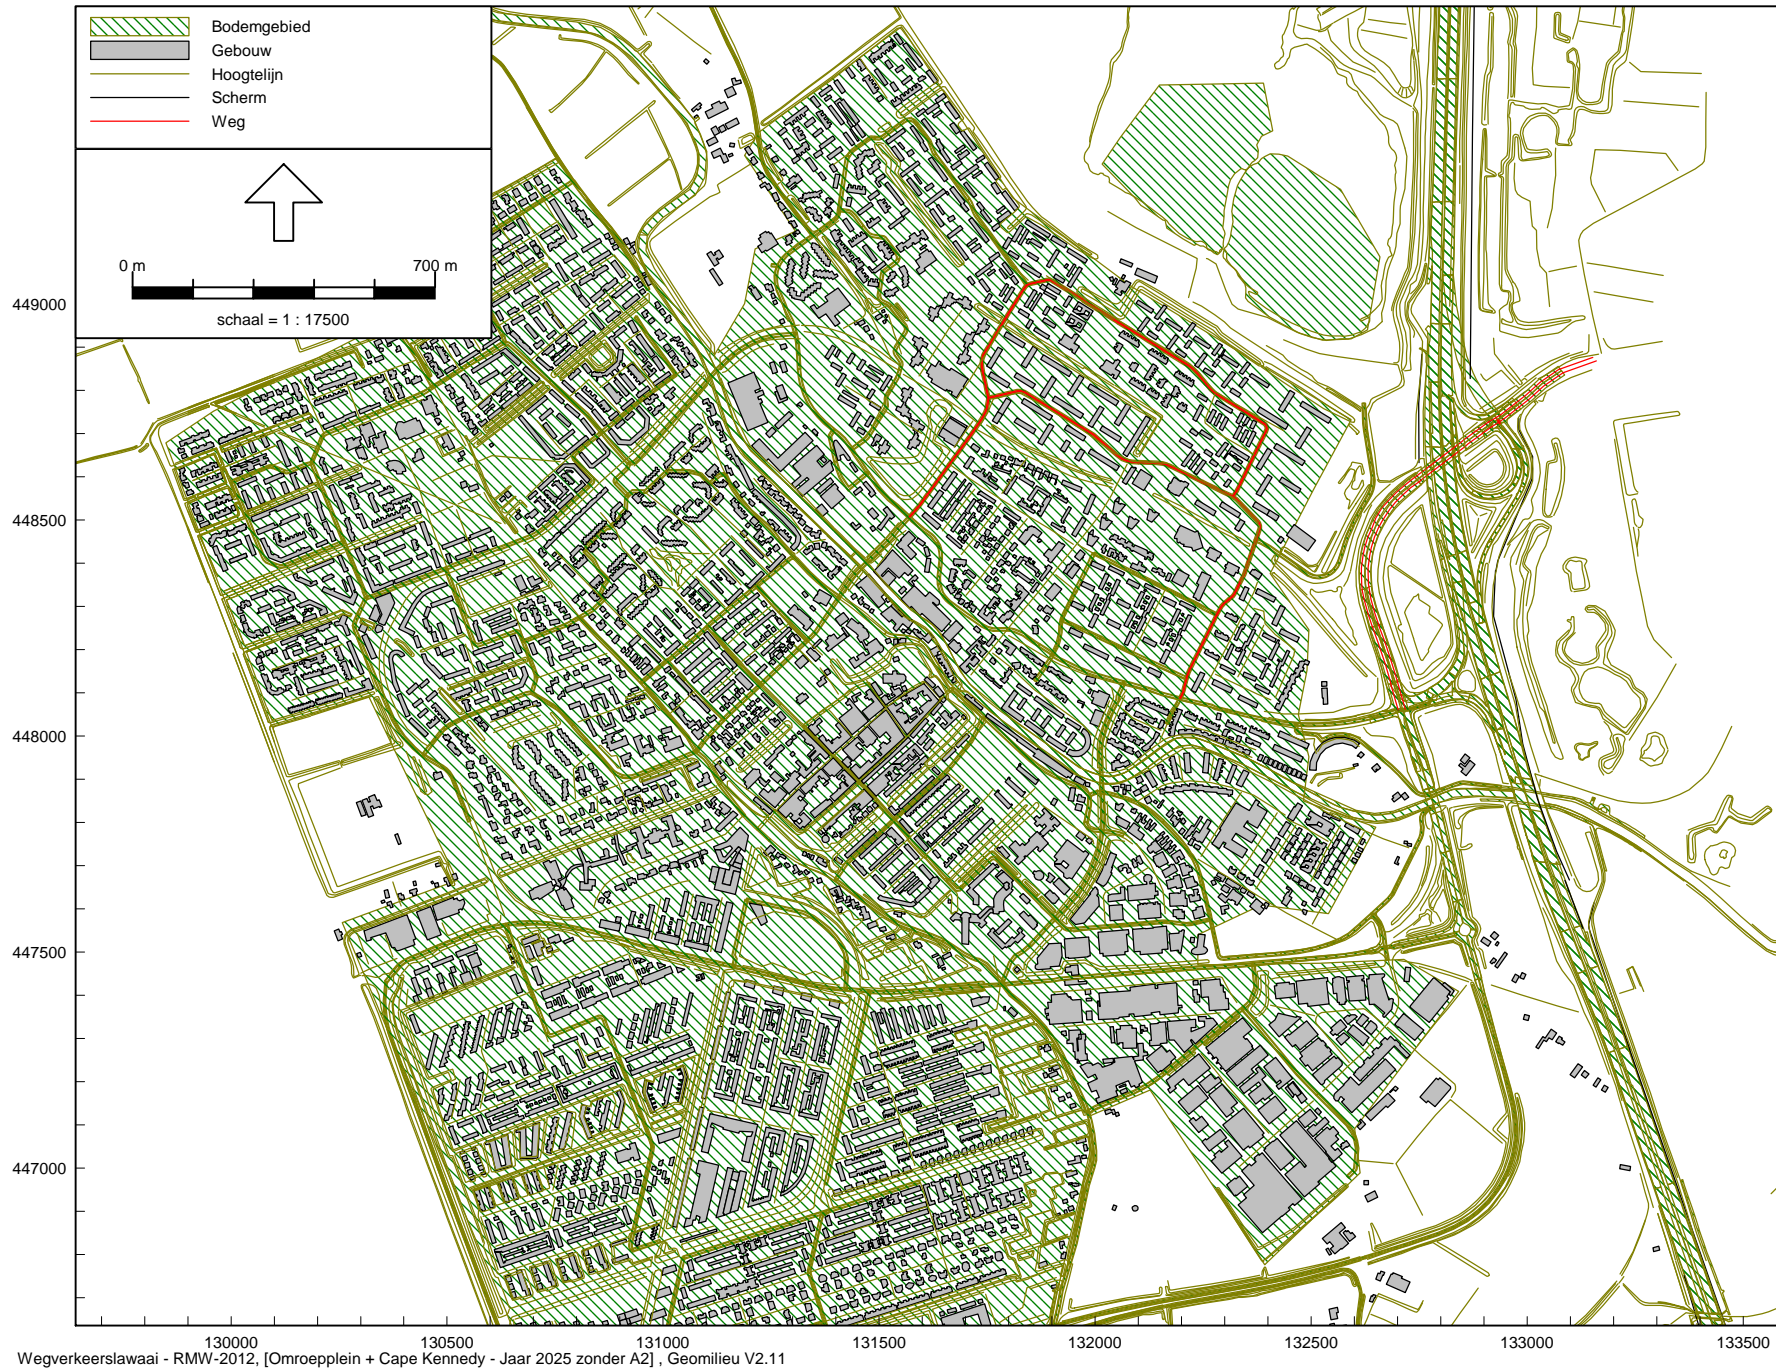 Bodemgebied
Gebouw
Hoogtelijn
Scherm
Weg
0 m 700 m
schaal = 1 : 17500
449000
448500
448000
447500
447000
130000 130500 131000 131500 132000 132500 133000 133500
Wegverkeerslawaai - RMW-2012, [Omroepplein + Cape Kennedy - Jaar 2025 zonder A2] , Geomilieu V2.11